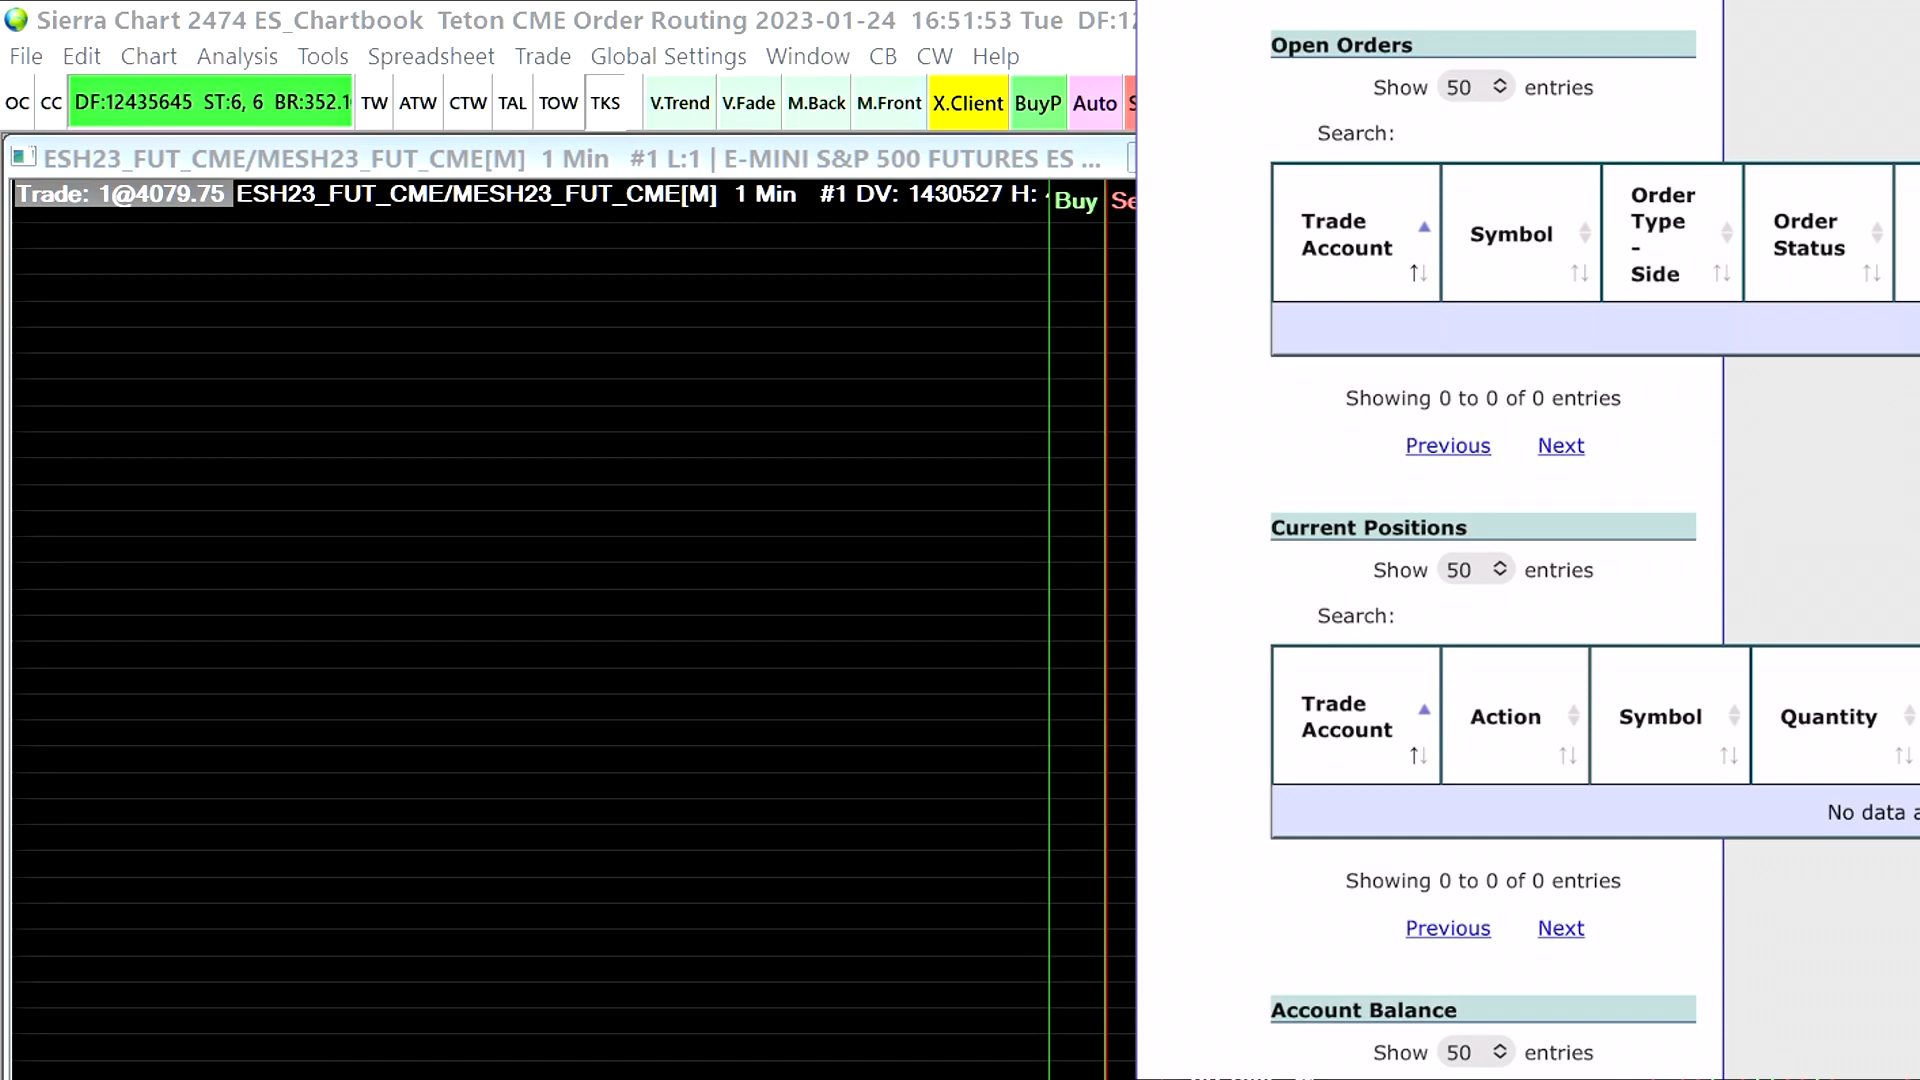 Sierra Chart 2474 ES_Chartbook Teton CME Order Routing 2023-01-24 16:51:53 Tue
File Edit Chart Analysis Tools Spreadsheet Trade Global Settings Window CB CW Help
OC CC DF:12435645 ST:6, 6 BR:352.1 TW ATW CTW TAL TOW TKS V.Trend V.Fade M.Back M.Front X.Client BuyP Auto
ESH23_FUT_CME/MESH23_FUT_CME[M] 1 Min #1 L:1 | E-MINI S&P 500 FUTURES ES ...
Trade: 1@4079.75 ESH23_FUT_CME/MESH23_FUT_CME[M] 1 Min #1 DV: 1430527 H: Buy
Open Orders
Show 50 entries
Search:
Trade Account Symbol Order Type - Side Order Status
Showing 0 to 0 of 0 entries
Previous Next
Current Positions
Show 50 entries
Search:
Trade Account Action Symbol Quantity
No data
Showing 0 to 0 of 0 entries
Previous Next
Account Balance
Show 50 entries